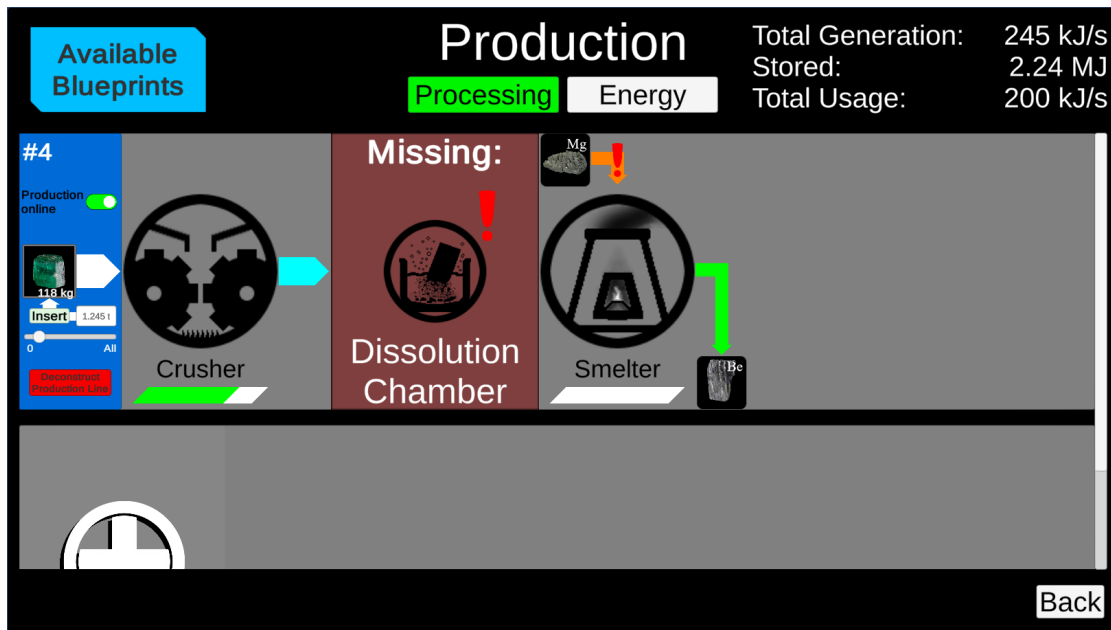 Available
Blueprints
Production
Processing
Energy
Total Generation: 245 kJ/s
Stored: 2.24 MJ
Total Usage: 200 kJ/s
#4
Production
online
118 kg
Insert
1.245 t
0
All
Deconstruct
Production Line
Crusher
Missing:
Dissolution
Chamber
Mg
Smelter
Be
Back